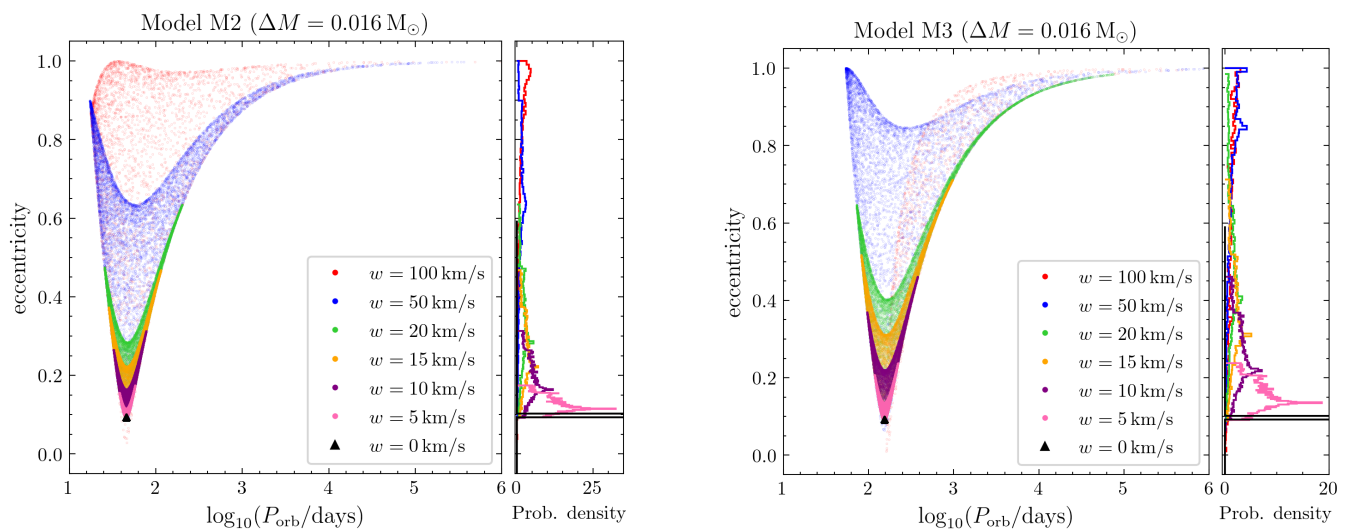 Model M2 (ΔM = 0.016 M⊙)
1.0
0.8
0.6
0.4
0.2
0.0
eccentricity
w = 100 km/s
w = 50 km/s
w = 20 km/s
w = 15 km/s
w = 10 km/s
w = 5 km/s
w = 0 km/s
1 2 3 4 5 6
log₁₀(P_orb/days)
0 25
Prob. density
Model M3 (ΔM = 0.016 M⊙)
1.0
0.8
0.6
0.4
0.2
0.0
eccentricity
w = 100 km/s
w = 50 km/s
w = 20 km/s
w = 15 km/s
w = 10 km/s
w = 5 km/s
w = 0 km/s
1 2 3 4 5 6
log₁₀(P_orb/days)
0 10 20
Prob. density